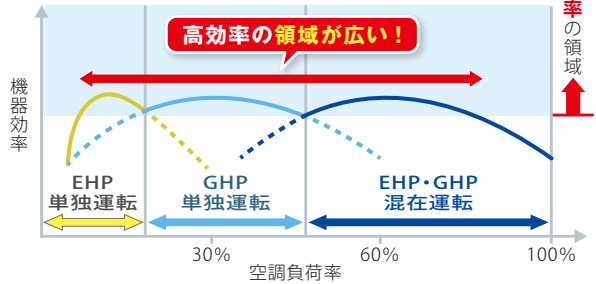 高効率の領域が広い！
率の領域
機器効率
EHP
単独運転
GHP
単独運転
EHP・GHP
混在運転
30%
60%
100%
空調負荷率